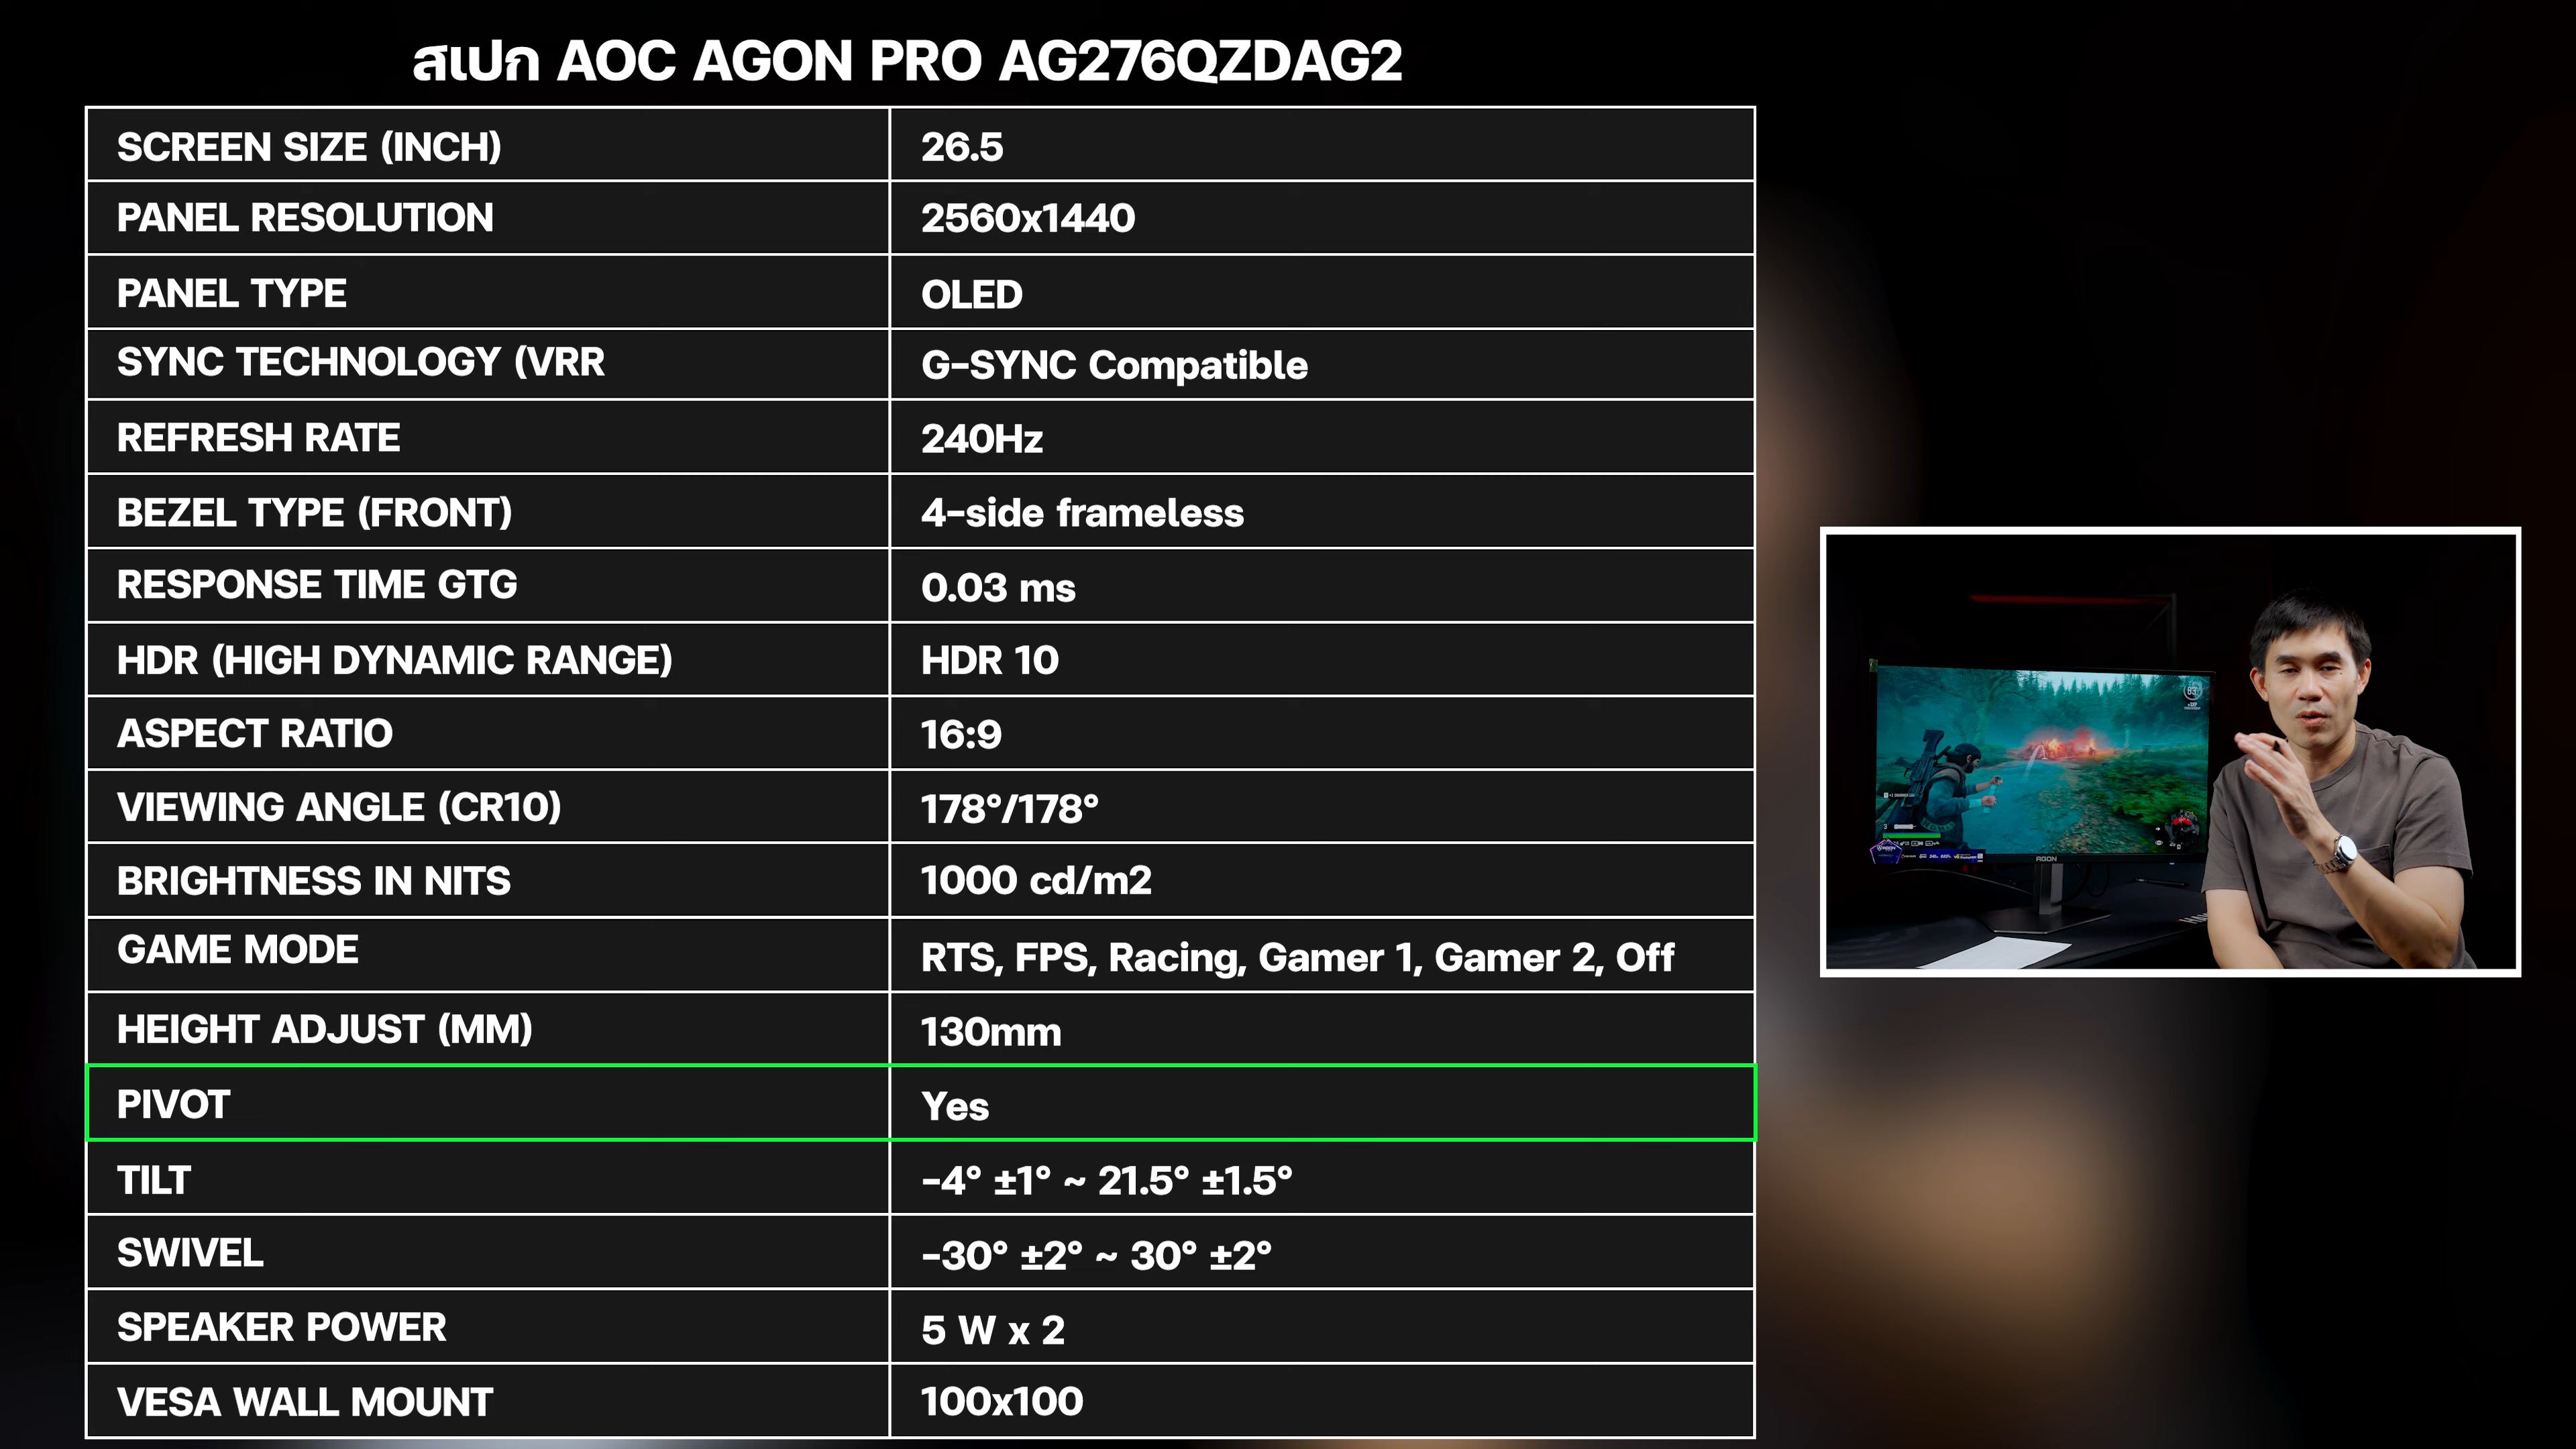 สเปก AOC AGON PRO AG276QZDAG2
SCREEN SIZE (INCH) 26.5
PANEL RESOLUTION 2560x1440
PANEL TYPE OLED
SYNC TECHNOLOGY (VRR G-SYNC Compatible
REFRESH RATE 240Hz
BEZEL TYPE (FRONT) 4-side frameless
RESPONSE TIME GTG 0.03 ms
HDR (HIGH DYNAMIC RANGE) HDR 10
ASPECT RATIO 16:9
VIEWING ANGLE (CR10) 178°/178°
BRIGHTNESS IN NITS 1000 cd/m2
GAME MODE RTS, FPS, Racing, Gamer 1, Gamer 2, Off
HEIGHT ADJUST (MM) 130mm
PIVOT Yes
TILT -4° ±1° ~ 21.5° ±1.5°
SWIVEL -30° ±2° ~ 30° ±2°
SPEAKER POWER 5 W x 2
VESA WALL MOUNT 100x100
AGON